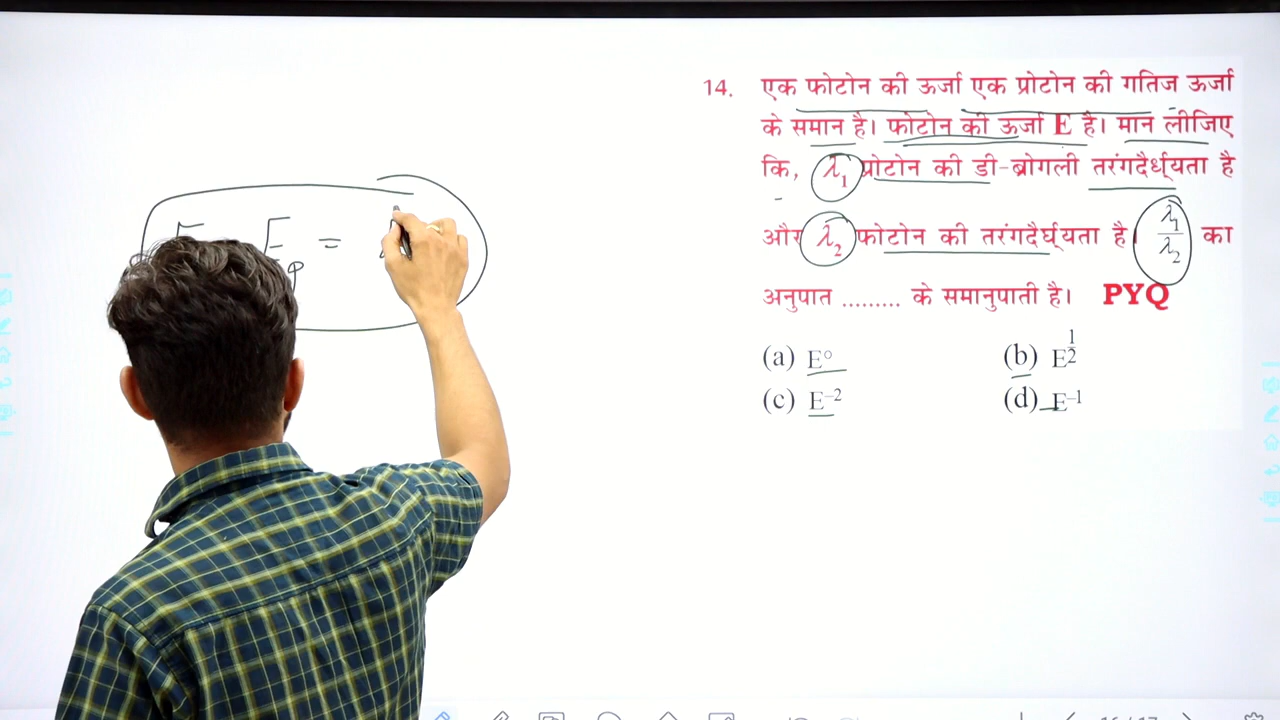 14. एक फोटोन की ऊर्जा एक प्रोटोन की गतिज ऊर्जा
के समान है। फोटोन की ऊर्जा E है। मान लीजिए
कि, λ₁ प्रोटोन की डी-ब्रोगली तरंगदैर्ध्यता है
और λ₂ फोटोन की तरंगदैर्घ्यता है। λ₁/λ₂ का
अनुपात ......... के समानुपाती है। PYQ
(a) E° (b) E^1/2
(c) E⁻² (d) E⁻¹
=